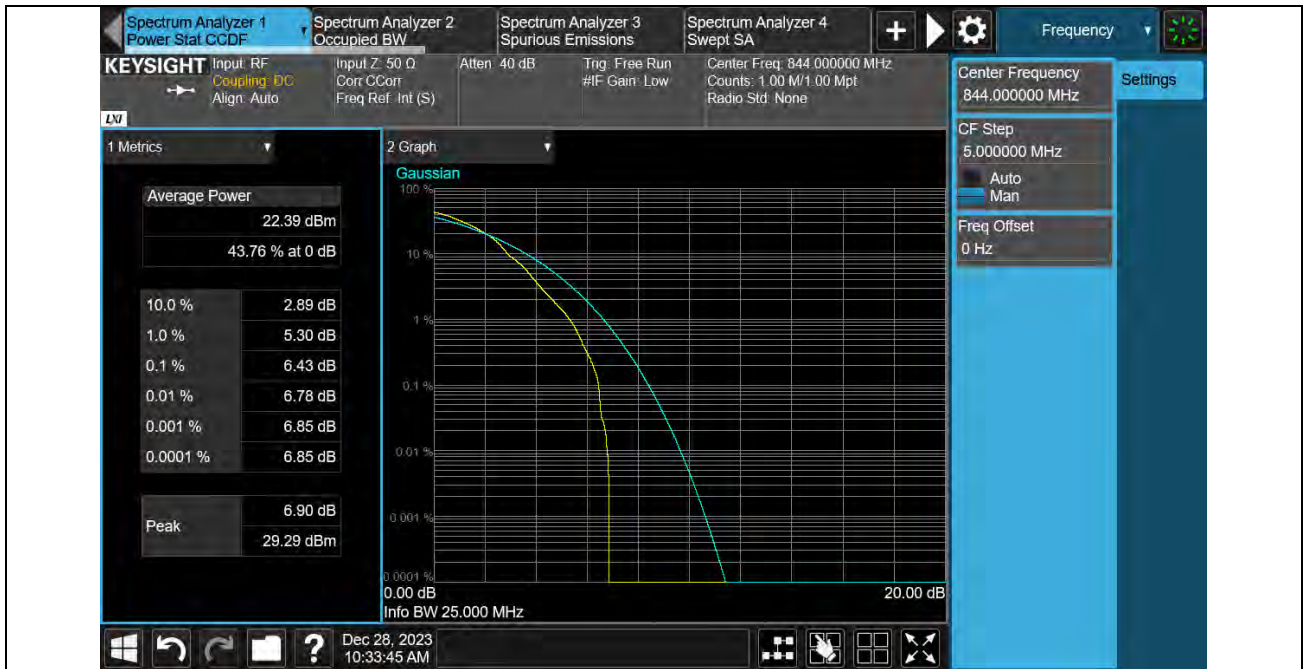 Spectrum Analyzer 1
Power Stat CCDF
Spectrum Analyzer 2
Occupied BW
Spectrum Analyzer 3
Spurious Emissions
Spectrum Analyzer 4
Swept SA
+
Frequency
KEYSIGHT
LXI
Input: RF
Coupling: DC
Align: Auto
Input Z: 50 Ω
Corr CCorr
Freq Ref: Int (S)
Atten: 40 dB
Trig: Free Run
#IF Gain: Low
Center Freq: 844.000000 MHz
Counts: 1.00 M/1.00 Mpt
Radio Std: None
Center Frequency
844.000000 MHz
Settings
CF Step
5.000000 MHz
Auto
Man
Freq Offset
0 Hz
1 Metrics
Average Power
22.39 dBm
43.76 % at 0 dB
10.0 % 2.89 dB
1.0 % 5.30 dB
0.1 % 6.43 dB
0.01 % 6.78 dB
0.001 % 6.85 dB
0.0001 % 6.85 dB
Peak
6.90 dB
29.29 dBm
2 Graph
Gaussian
100 %
10 %
1 %
0.1 %
0.01 %
0.001 %
0.0001 %
0.00 dB
20.00 dB
Info BW 25.000 MHz
?
Dec 28, 2023
10:33:45 AM